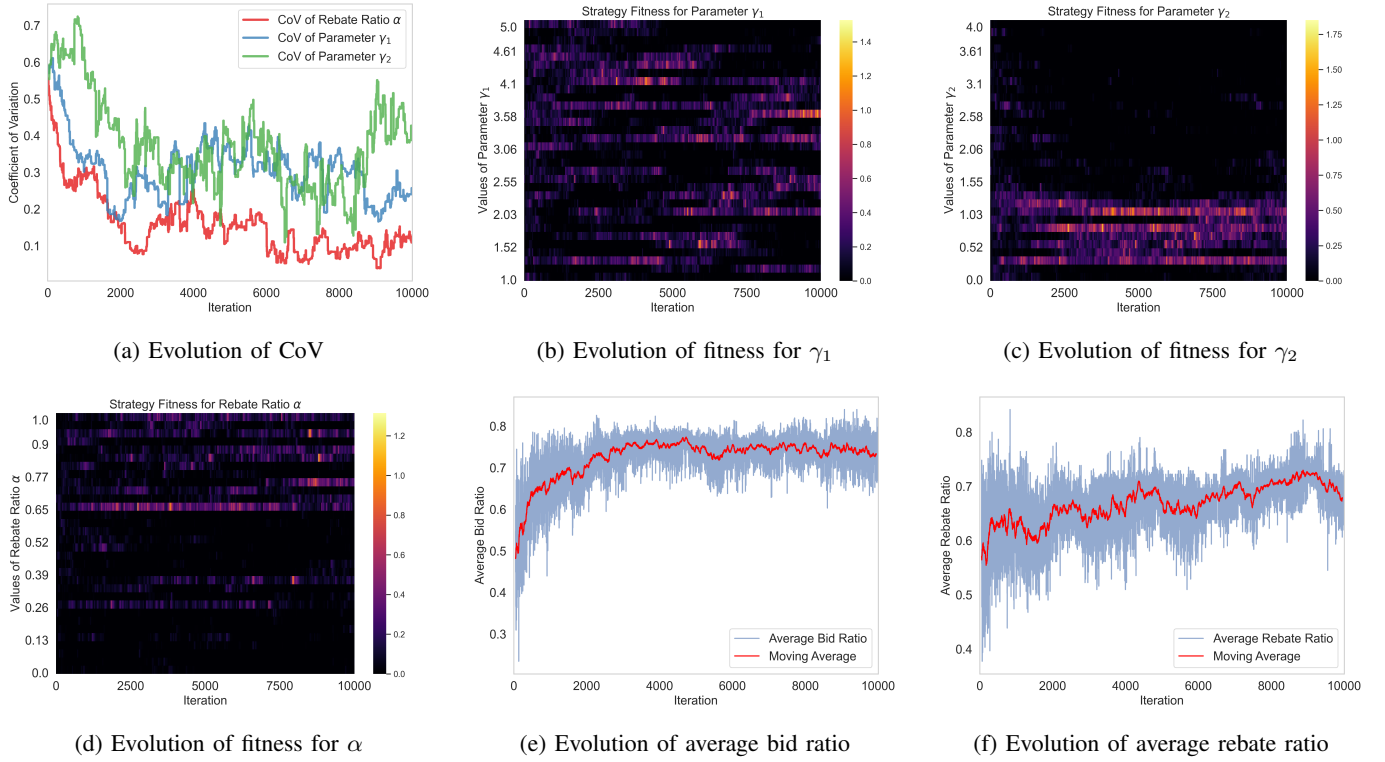 CoV of Rebate Ratio α
CoV of Parameter γ1
CoV of Parameter γ2
0.7
0.6
0.5
0.4
0.3
0.2
0.1
Coefficient of Variation
0 2000 4000 6000 8000 10000
Iteration
(a) Evolution of CoV
Strategy Fitness for Parameter γ1
5.0
4.61
4.1
3.58
3.06
2.55
2.03
1.52
1.0
Values of Parameter γ1
0 2500 5000 7500 10000
Iteration
1.4
1.2
1.0
0.8
0.6
0.4
0.2
0.0
(b) Evolution of fitness for γ1
Strategy Fitness for Parameter γ2
4.0
3.61
3.1
2.58
2.06
1.55
1.03
0.52
0.0
Values of Parameter γ2
0 2500 5000 7500 10000
Iteration
1.75
1.50
1.25
1.00
0.75
0.50
0.25
0.00
(c) Evolution of fitness for γ2
Strategy Fitness for Rebate Ratio α
1.0
0.9
0.77
0.65
0.52
0.39
0.26
0.13
0.0
Values of Rebate Ratio α
0 2500 5000 7500 10000
Iteration
1.2
1.0
0.8
0.6
0.4
0.2
0.0
(d) Evolution of fitness for α
0.8
0.7
0.6
0.5
0.4
0.3
Average Bid Ratio
Average Bid Ratio
Moving Average
0 2000 4000 6000 8000 10000
Iteration
(e) Evolution of average bid ratio
0.8
0.7
0.6
0.5
0.4
Average Rebate Ratio
Average Rebate Ratio
Moving Average
0 2000 4000 6000 8000 10000
Iteration
(f) Evolution of average rebate ratio